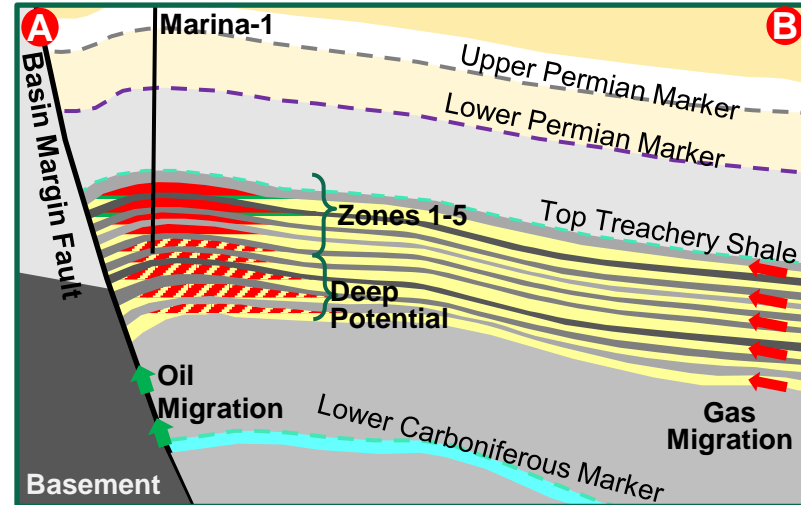 A
Marina-1
B
Basin Margin Fault
Upper Permian Marker
Lower Permian Marker
Zones 1-5
Top Treachery Shale
Deep
Potential
Oil
Migration
Lower Carboniferous Marker
Gas
Migration
Basement